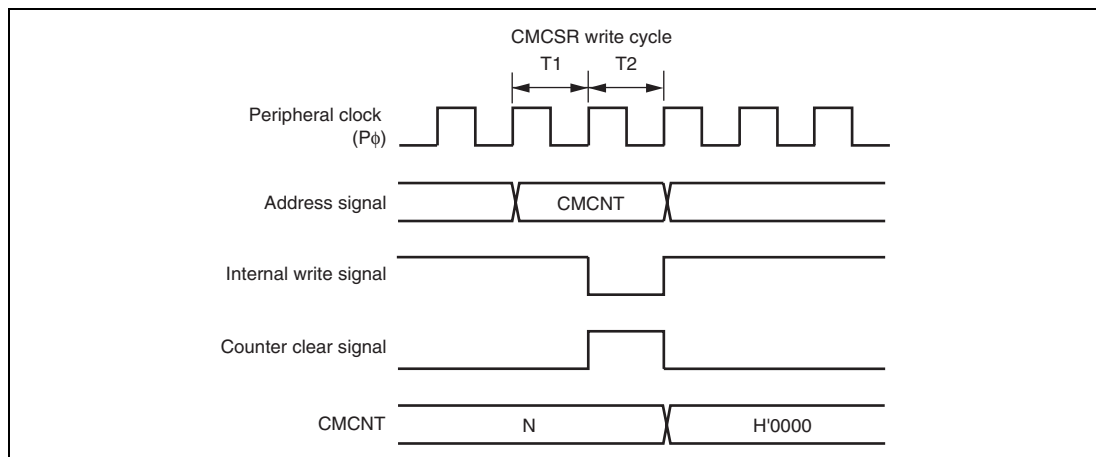 CMCSR write cycle
T1 T2
Peripheral clock
(Pϕ)
Address signal CMCNT
Internal write signal
Counter clear signal
CMCNT N H'0000